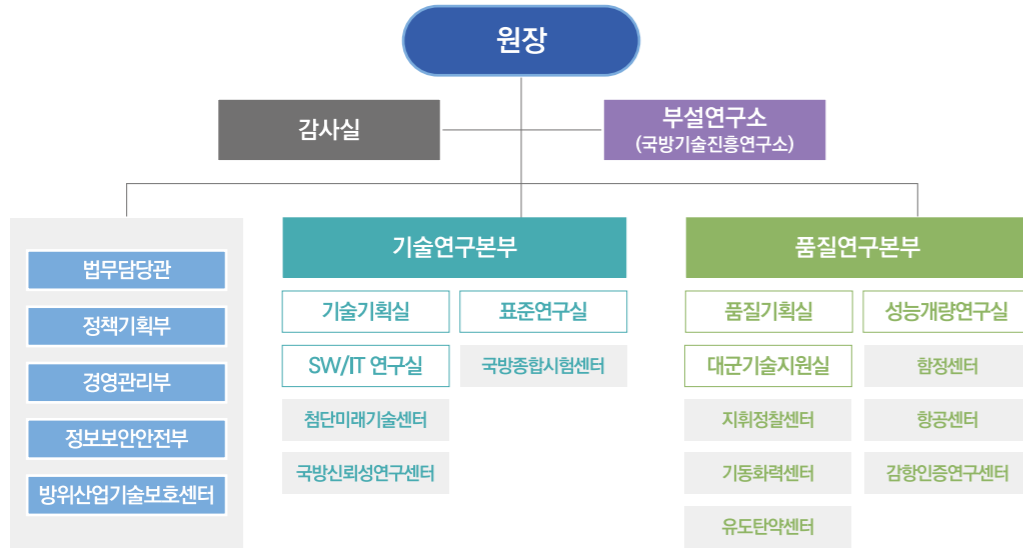 원장
감사실
부설연구소
(국방기술진흥연구소)
법무담당관
정책기획부
경영관리부
정보보안안전부
방위산업기술보호센터
기술연구본부
기술기획실
표준연구실
SW/IT 연구실
국방종합시험센터
첨단미래기술센터
국방신뢰성연구센터
품질연구본부
품질기획실
성능개량연구실
대군기술지원실
함정센터
지휘정찰센터
항공센터
기동화력센터
감항인증연구센터
유도탄약센터